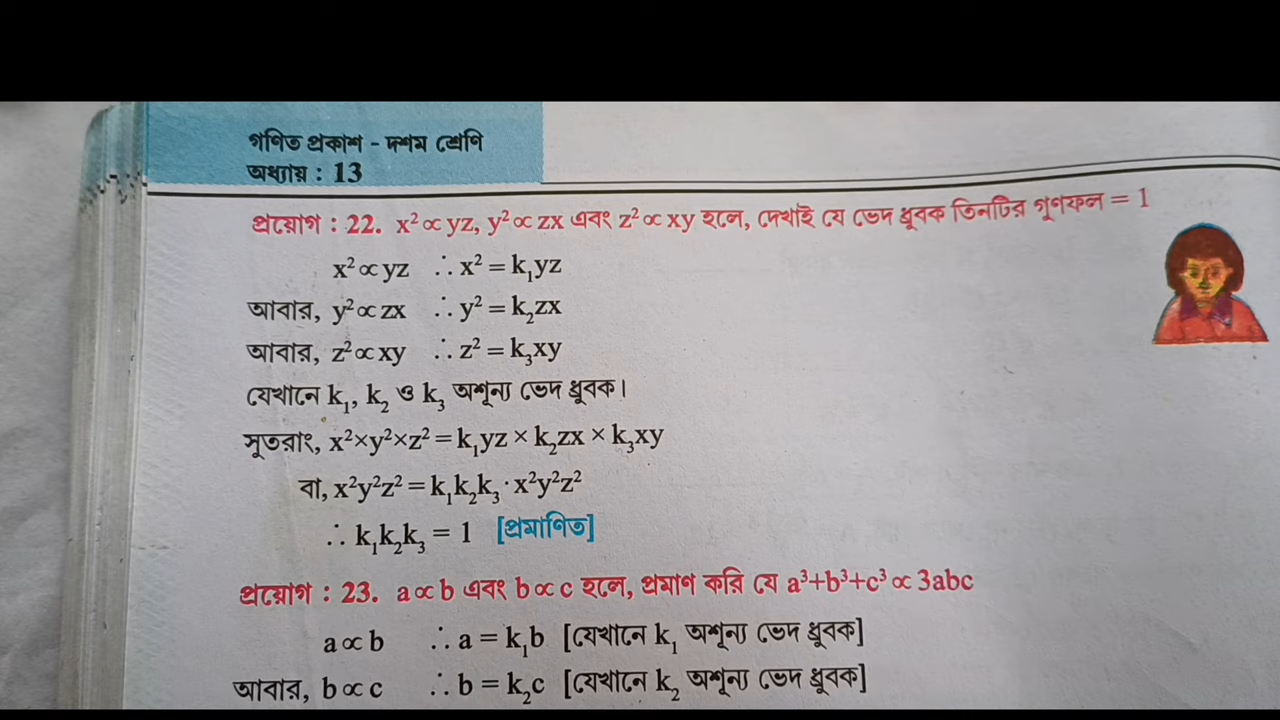 গণিত প্রকাশ - দশম শ্রেণি
অধ্যায় : 13
প্রয়োগ : 22. x²∝yz, y²∝zx এবং z²∝xy হলে, দেখাই যে ভেদ ধ্রুবক তিনটির গুণফল = 1
x²∝yz ∴ x² = k₁yz
আবার, y²∝zx ∴ y² = k₂zx
আবার, z²∝xy ∴ z² = k₃xy
যেখানে k₁, k₂ ও k₃ অশূন্য ভেদ ধ্রুবক।
সুতরাং, x²×y²×z² = k₁yz × k₂zx × k₃xy
বা, x²y²z² = k₁k₂k₃ · x²y²z²
∴ k₁k₂k₃ = 1 [প্রমাণিত]
প্রয়োগ : 23. a∝b এবং b∝c হলে, প্রমাণ করি যে a³+b³+c³∝3abc
a∝b ∴ a = k₁b [যেখানে k₁ অশূন্য ভেদ ধ্রুবক]
আবার, b∝c ∴ b = k₂c [যেখানে k₂ অশূন্য ভেদ ধ্রুবক]